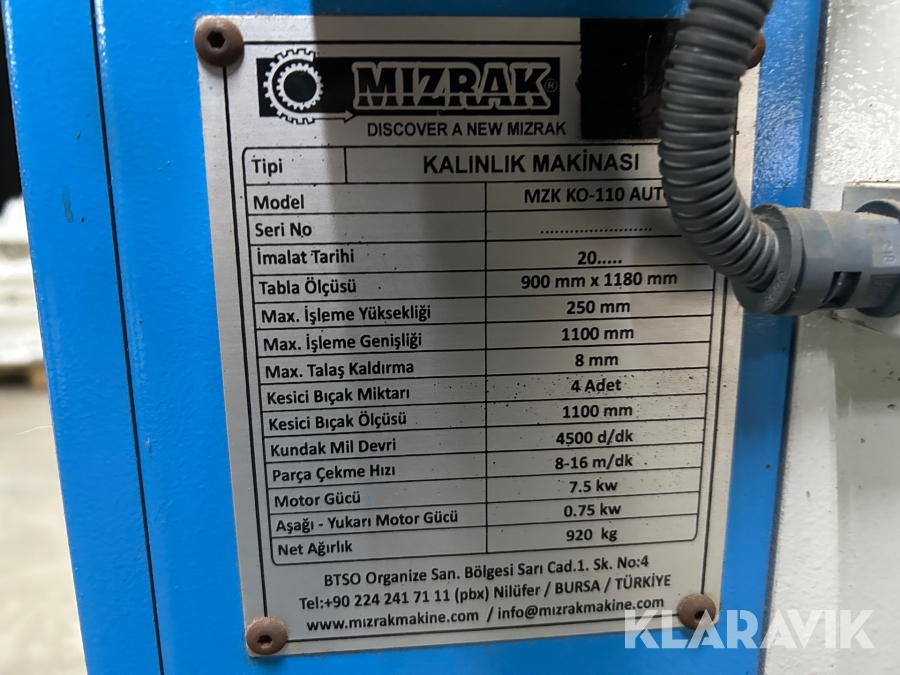 MIZRAK®
DISCOVER A NEW MIZRAK
Tipi KALINLIK MAKİNASI
Model MZK KO-110 AUTO
Seri No ......................
İmalat Tarihi 20.....
Tabla Ölçüsü 900 mm x 1180 mm
Max. İşleme Yüksekliği 250 mm
Max. İşleme Genişliği 1100 mm
Max. Talaş Kaldırma 8 mm
Kesici Bıçak Miktarı 4 Adet
Kesici Bıçak Ölçüsü 1100 mm
Kundak Mil Devri 4500 d/dk
Parça Çekme Hızı 8-16 m/dk
Motor Gücü 7.5 kw
Aşağı - Yukarı Motor Gücü 0.75 kw
Net Ağırlık 920 kg
BTSO Organize San. Bölgesi Sarı Cad.1. Sk. No:4
Tel:+90 224 241 71 11 (pbx) Nilüfer / BURSA / TÜRKİYE
www.mızrakmakine.com / info@mızrakmakine.com
KLARAVIK